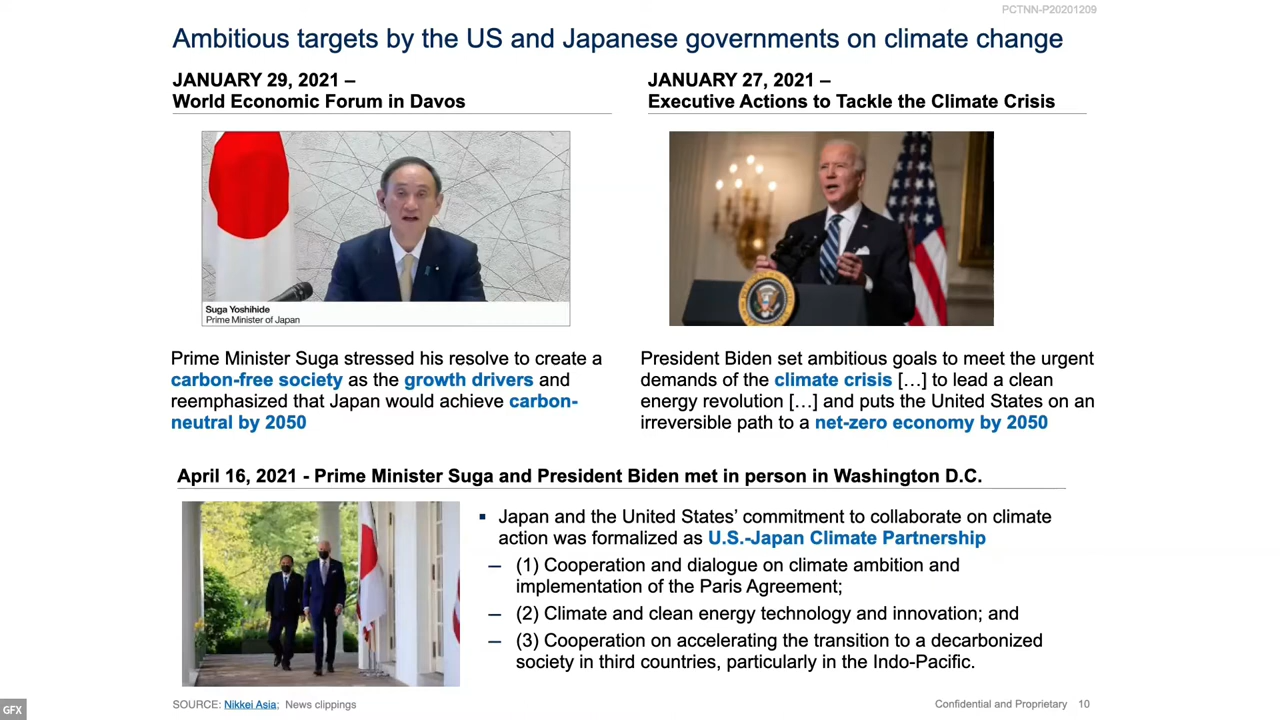 PCTNN-P20201209
Ambitious targets by the US and Japanese governments on climate change
JANUARY 29, 2021 –
World Economic Forum in Davos
Suga Yoshihide
Prime Minister of Japan
Prime Minister Suga stressed his resolve to create a
carbon-free society as the growth drivers and
reemphasized that Japan would achieve carbon-
neutral by 2050
JANUARY 27, 2021 –
Executive Actions to Tackle the Climate Crisis
President Biden set ambitious goals to meet the urgent
demands of the climate crisis […] to lead a clean
energy revolution […] and puts the United States on an
irreversible path to a net-zero economy by 2050
April 16, 2021 - Prime Minister Suga and President Biden met in person in Washington D.C.
▪ Japan and the United States’ commitment to collaborate on climate
action was formalized as U.S.-Japan Climate Partnership
— (1) Cooperation and dialogue on climate ambition and
implementation of the Paris Agreement;
— (2) Climate and clean energy technology and innovation; and
— (3) Cooperation on accelerating the transition to a decarbonized
society in third countries, particularly in the Indo-Pacific.
SOURCE: Nikkei Asia; News clippings
Confidential and Proprietary 10
GFX